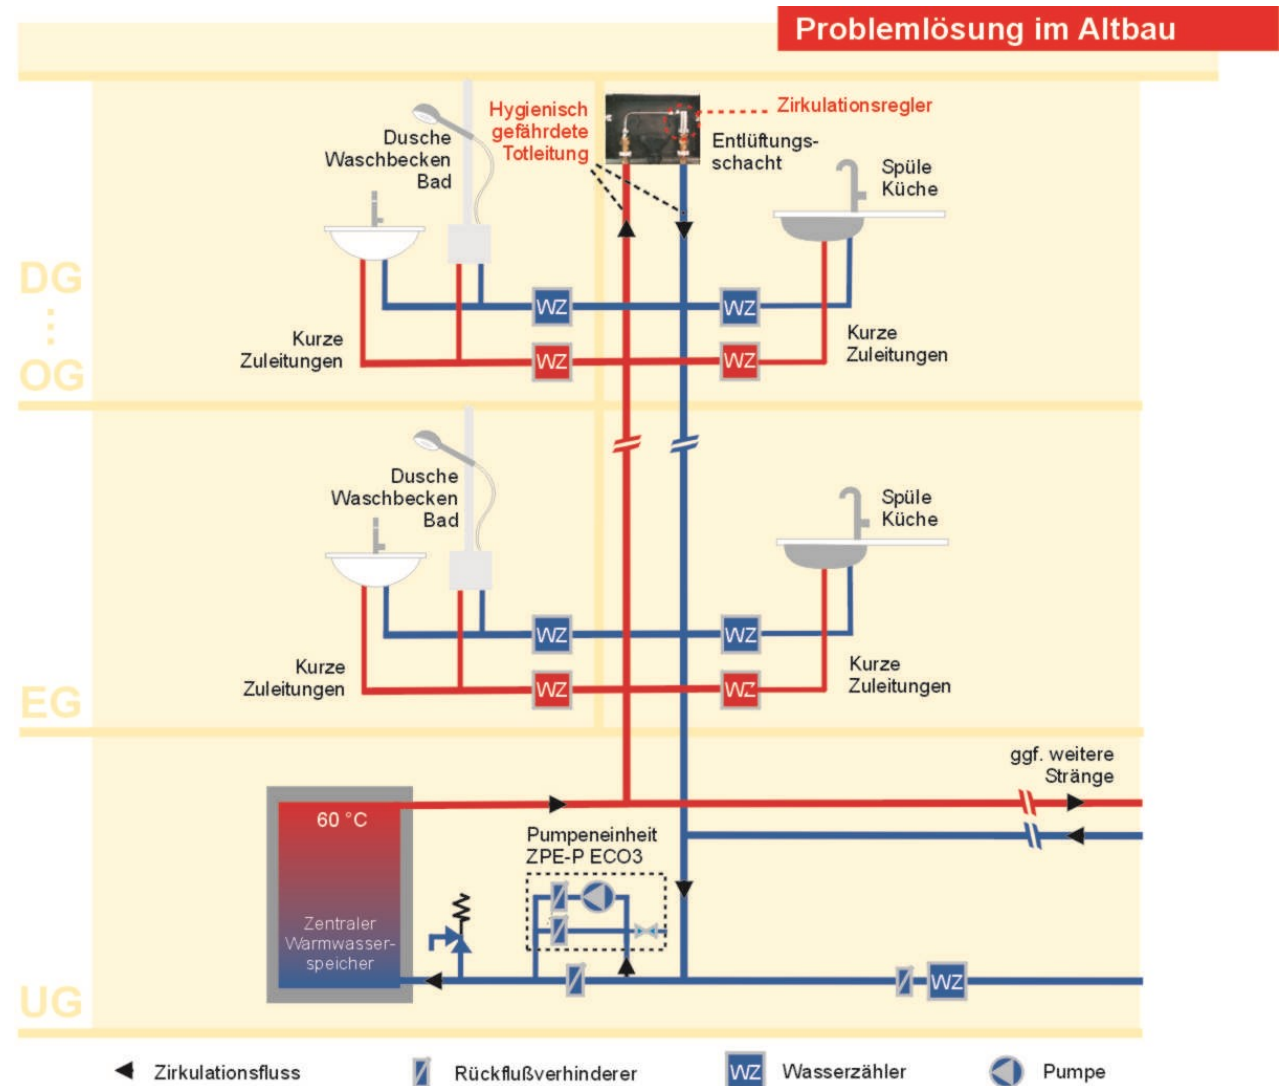 Problemlösung im Altbau
Hygienisch
gefährdete
Totleitung
Zirkulationsregler
Dusche
Waschbecken
Bad
Entlüftungs-
schacht
Spüle
Küche
DG
⋮
OG
WZ
WZ
Kurze
Zuleitungen
WZ
WZ
Kurze
Zuleitungen
Dusche
Waschbecken
Bad
Spüle
Küche
WZ
WZ
Kurze
Zuleitungen
WZ
WZ
Kurze
Zuleitungen
EG
ggf. weitere
Stränge
60 °C
Pumpeneinheit
ZPE-P ECO3
Zentraler
Warmwasser-
speicher
WZ
UG
Zirkulationsfluss
Rückflußverhinderer
WZ Wasserzähler
Pumpe